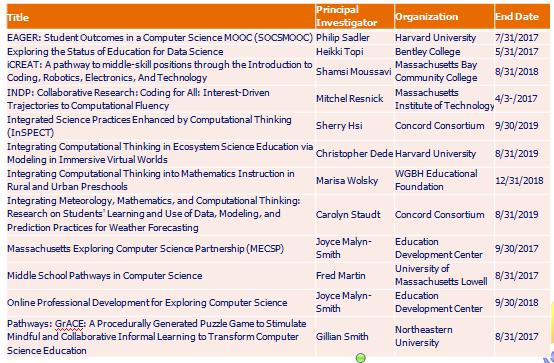 Title Principal Investigator Organization End Date
EAGER: Student Outcomes in a Computer Science MOOC (SOCSMOOC) Philip Sadler Harvard University 7/31/2017
Exploring the Status of Education for Data Science Heikki Topi Bentley College 5/31/2017
iCREAT: A pathway to middle-skill positions through the Introduction to
Coding, Robotics, Electronics, And Technology Shamsi Moussavi Massachusetts Bay
Community College 8/31/2018
INDP: Collaborative Research: Coding for All: Interest-Driven
Trajectories to Computational Fluency Mitchel Resnick Massachusetts
Institute of Technology 4/3-/2017
Integrated Science Practices Enhanced by Computational Thinking
(InSPECT) Sherry Hsi Concord Consortium 9/30/2019
Integrating Computational Thinking in Ecosystem Science Education via
Modeling in Immersive Virtual Worlds Christopher Dede Harvard University 8/31/2019
Integrating Computational Thinking into Mathematics Instruction in
Rural and Urban Preschools Marisa Wolsky WGBH Educational
Foundation 12/31/2018
Integrating Meteorology, Mathematics, and Computational Thinking:
Research on Students' Learning and Use of Data, Modeling, and
Prediction Practices for Weather Forecasting Carolyn Staudt Concord Consortium 8/31/2019
Massachusetts Exploring Computer Science Partnership (MECSP) Joyce Malyn-
Smith Education
Development Center 9/30/2017
Middle School Pathways in Computer Science Fred Martin University of
Massachusetts Lowell 8/31/2017
Online Professional Development for Exploring Computer Science Joyce Malyn-
Smith Education
Development Center 9/30/2018
Pathways: GrACE: A Procedurally Generated Puzzle Game to Stimulate
Mindful and Collaborative Informal Learning to Transform Computer
Science Education Gillian Smith Northeastern
University 8/31/2017